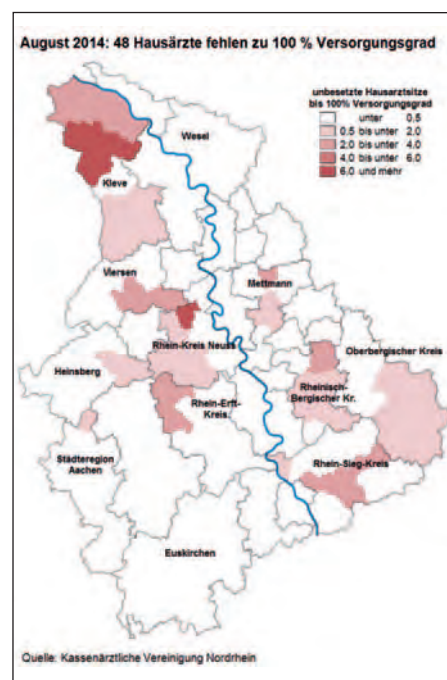 August 2014: 48 Hausärzte fehlen zu 100 % Versorgungsgrad
unbesetzte Hausarztsitze
bis 100% Versorgungsgrad
unter 0,5
0.5 bis unter 2.0
2.0 bis unter 4.0
4.0 bis unter 6.0
6.0 und mehr
Wesel
Kleve
Viersen
Mettmann
Rhein-Kreis Neuss
Oberbergischer Kreis
Heinsberg
Rheinisch-
Bergischer Kr.
Rhein-Erft-
Kreis
Städteregion
Aachen
Rhein-Sieg-Kreis
Euskirchen
Quelle: Kassenärztliche Vereinigung Nordrhein